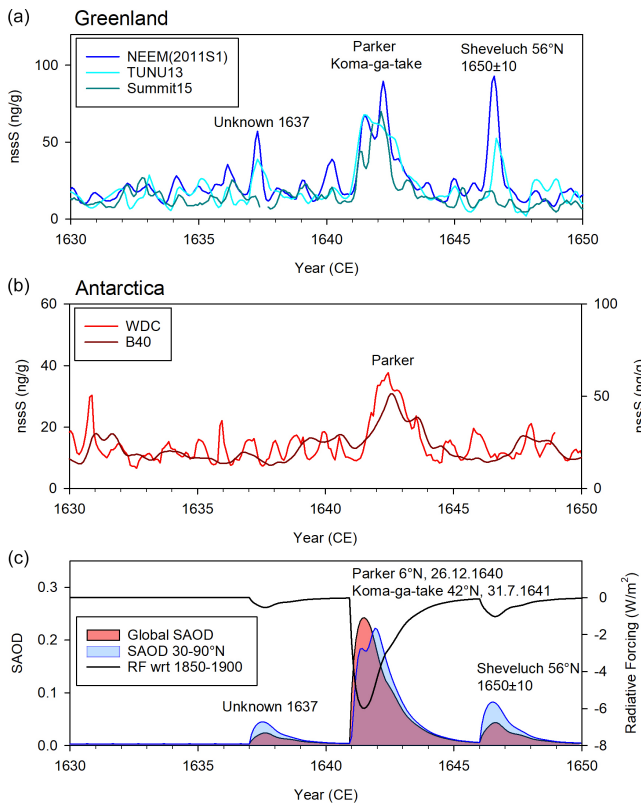 (a)
Greenland
Parker
Koma-ga-take
Sheveluch 56°N
1650±10
Unknown 1637
NEEM(2011S1)
TUNU13
Summit15
nssS (ng/g)
100
50
0
1630
1635
1640
1645
1650
Year (CE)
(b)
Antarctica
WDC
B40
Parker
nssS (ng/g)
60
40
20
0
100
50
0
nssS (ng/g)
1630
1635
1640
1645
1650
Year (CE)
(c)
Parker 6°N, 26.12.1640
Koma-ga-take 42°N, 31.7.1641
Global SAOD
SAOD 30-90°N
RF wrt 1850-1900
Unknown 1637
Sheveluch 56°N
1650±10
SAOD
0.3
0.2
0.1
0.0
0
−2
−4
−6
−8
Radiative Forcing (W/m²)
1630
1635
1640
1645
1650
Year (CE)